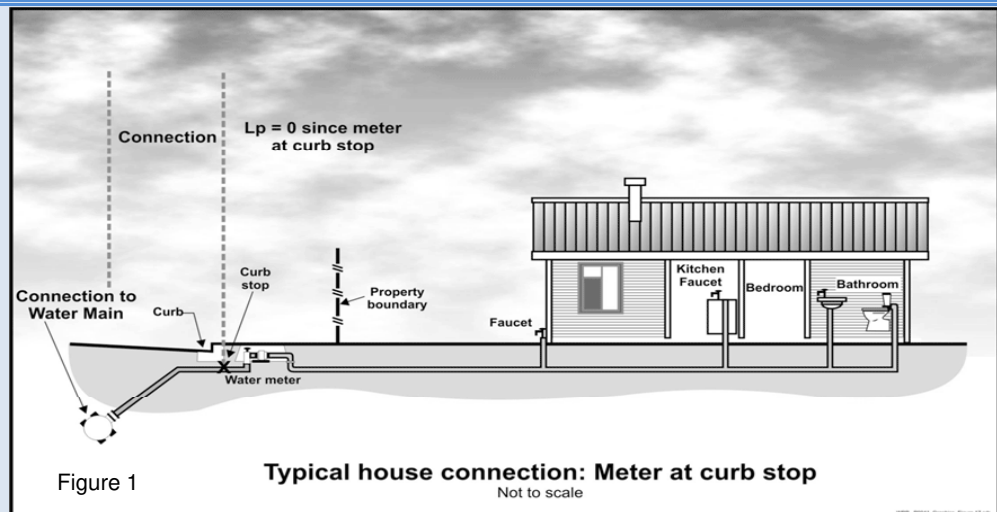 Connection
Lp = 0 since meter
at curb stop
Connection to
Water Main
Curb
Curb
stop
Property
boundary
Water meter
Faucet
Kitchen
Faucet
Bedroom
Bathroom
Figure 1
Typical house connection: Meter at curb stop
Not to scale